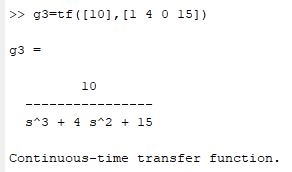 >> g3=tf([10],[1 4 0 15])
g3 =
10
----------------
s^3 + 4 s^2 + 15
Continuous-time transfer function.